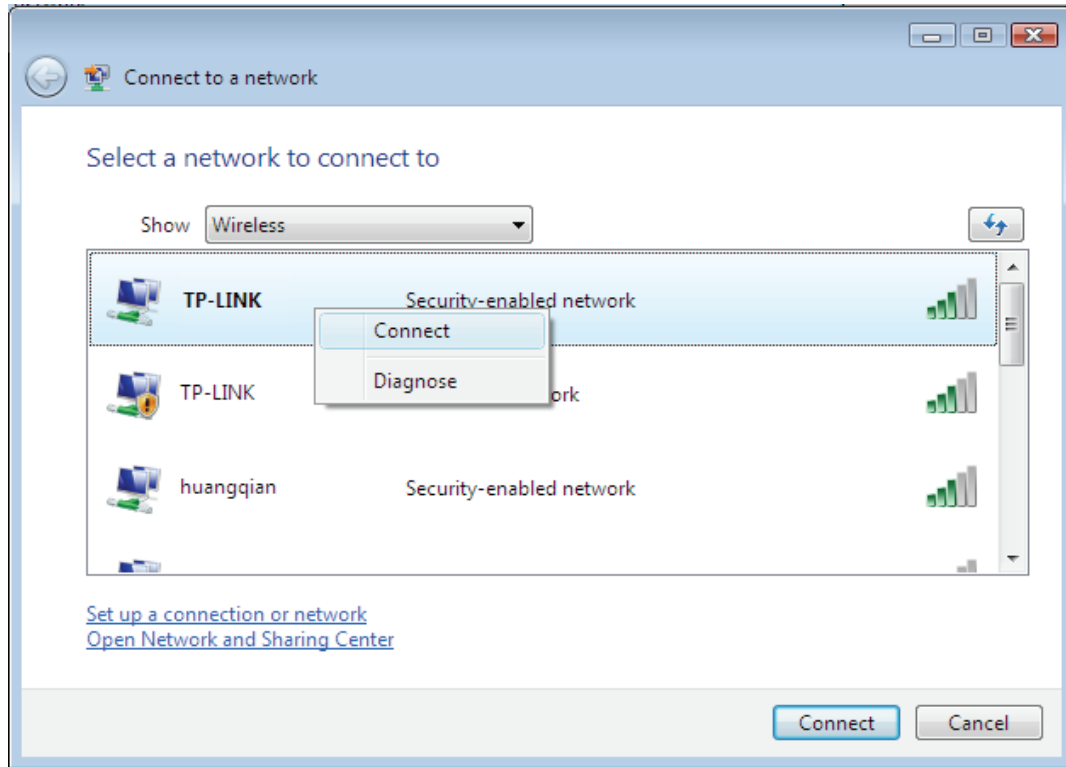 Connect to a network
Select a network to connect to
Show Wireless
TP-LINK Security-enabled network
Connect
Diagnose
TP-LINK ork
huangqian Security-enabled network
Set up a connection or network
Open Network and Sharing Center
Connect Cancel